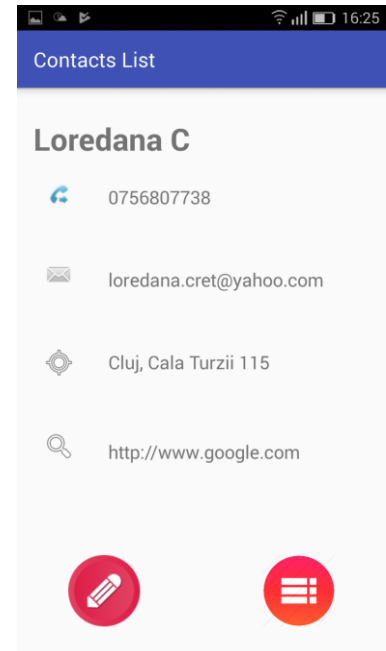 16:25
Contacts List
Loredana C
0756807738
loredana.cret@yahoo.com
Cluj, Cala Turzii 115
http://www.google.com